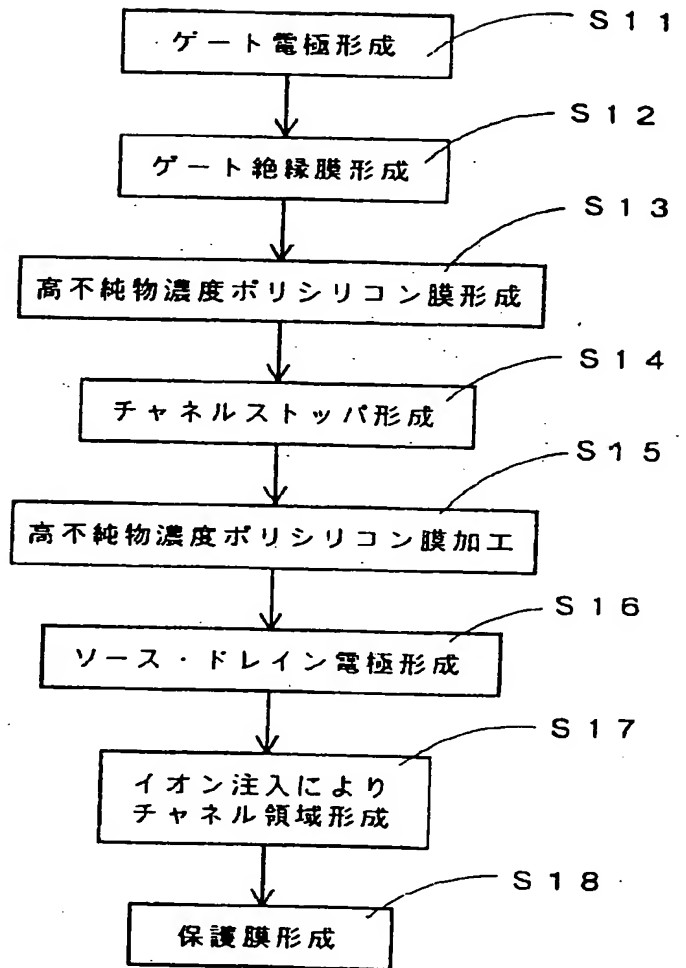 S11
ゲート電極形成
S12
ゲート絶縁膜形成
S13
高不純物濃度ポリシリコン膜形成
S14
チャネルストッパ形成
S15
高不純物濃度ポリシリコン膜加工
S16
ソース・ドレイン電極形成
S17
イオン注入により
チャネル領域形成
S18
保護膜形成